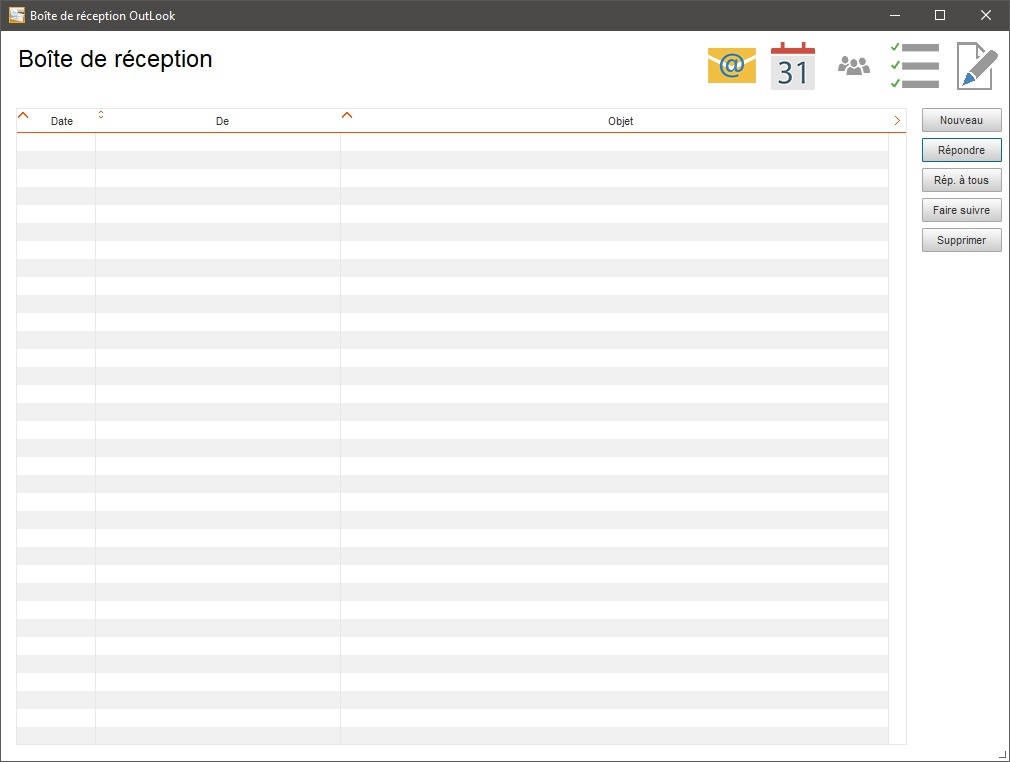 Boîte de réception OutLook
Boîte de réception
@
31
Date De Objet
Nouveau
Répondre
Rép. à tous
Faire suivre
Supprimer